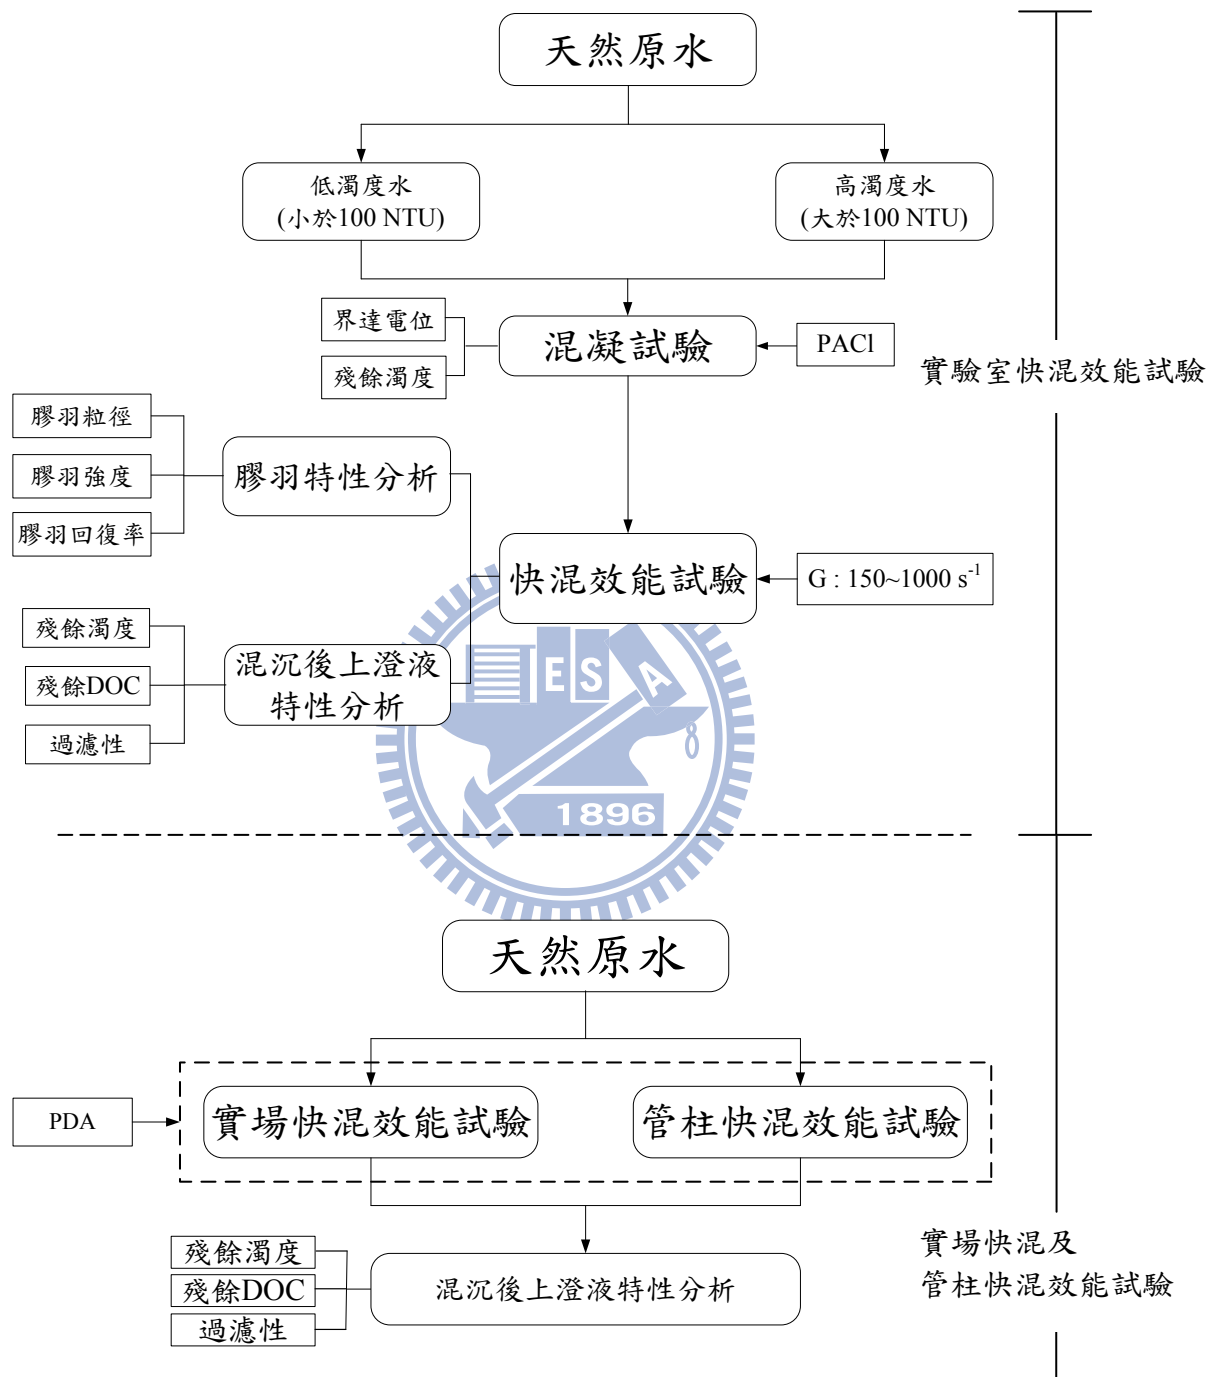 天然原水
低濁度水
(小於100 NTU)
高濁度水
(大於100 NTU)
界達電位
殘餘濁度
混凝試驗
PACl
實驗室快混效能試驗
膠羽粒徑
膠羽強度
膠羽回復率
膠羽特性分析
快混效能試驗
G : 150~1000 s⁻¹
殘餘濁度
殘餘DOC
過濾性
混沉後上澄液
特性分析
E S A
1896
天然原水
PDA
實場快混效能試驗
管柱快混效能試驗
殘餘濁度
殘餘DOC
過濾性
混沉後上澄液特性分析
實場快混及
管柱快混效能試驗